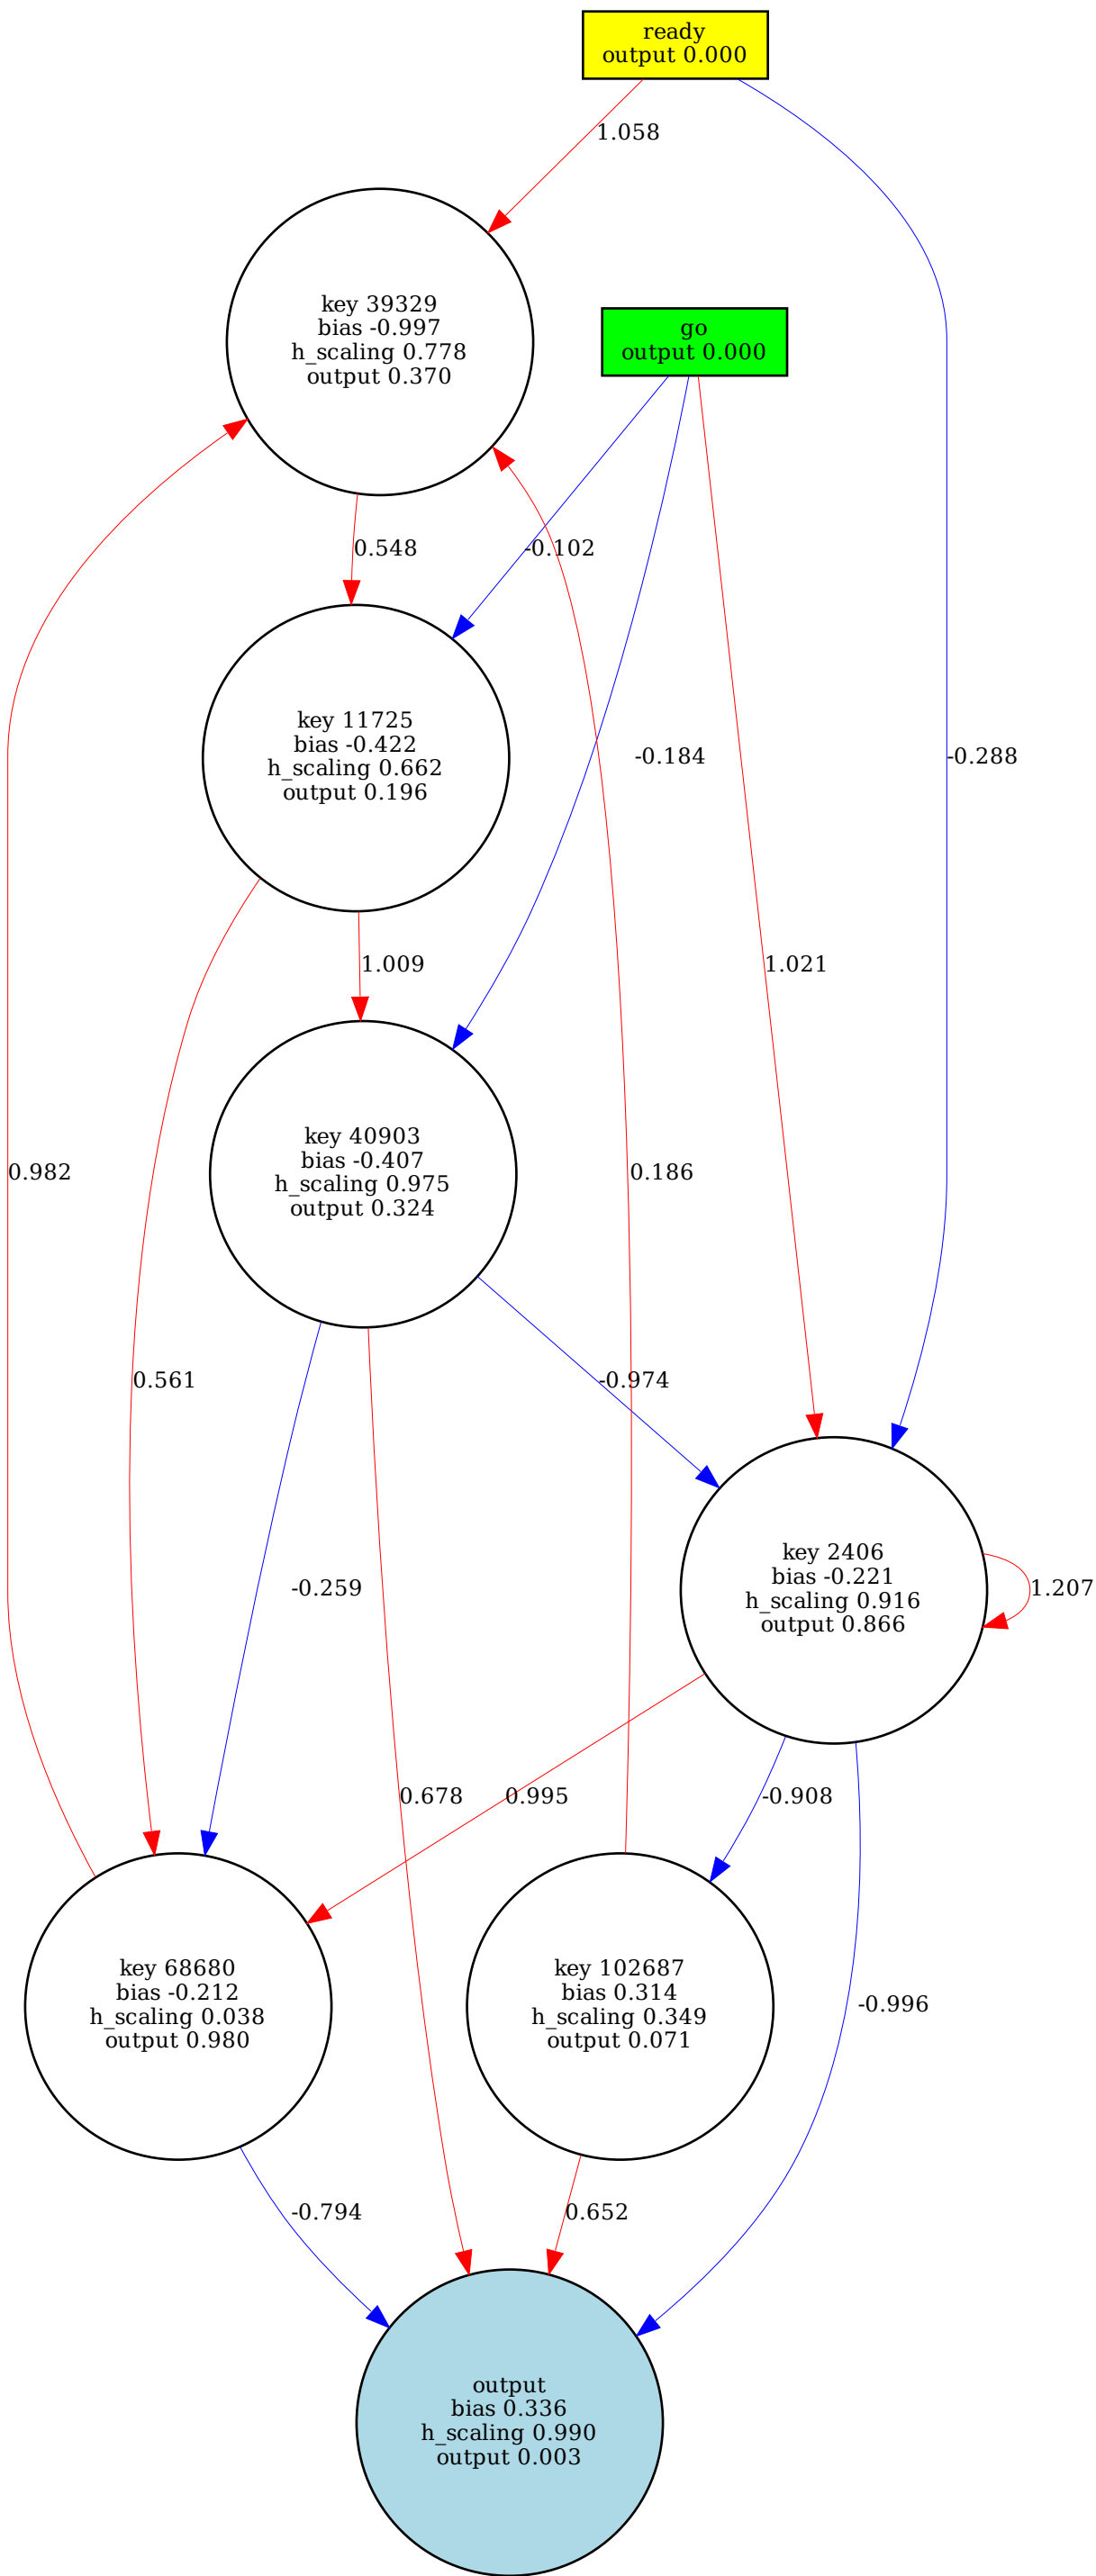 ready
output 0.000
1.058
key 39329
bias -0.997
h_scaling 0.778
output 0.370
go
output 0.000
0.548
-0.102
key 11725
bias -0.422
h_scaling 0.662
output 0.196
-0.184
-0.288
1.009
1.021
key 40903
bias -0.407
h_scaling 0.975
output 0.324
0.982
0.186
0.561
-0.974
key 2406
bias -0.221
h_scaling 0.916
output 0.866
-0.259
1.207
0.678
0.995
-0.908
key 68680
bias -0.212
h_scaling 0.038
output 0.980
key 102687
bias 0.314
h_scaling 0.349
output 0.071
-0.996
-0.794
0.652
output
bias 0.336
h_scaling 0.990
output 0.003